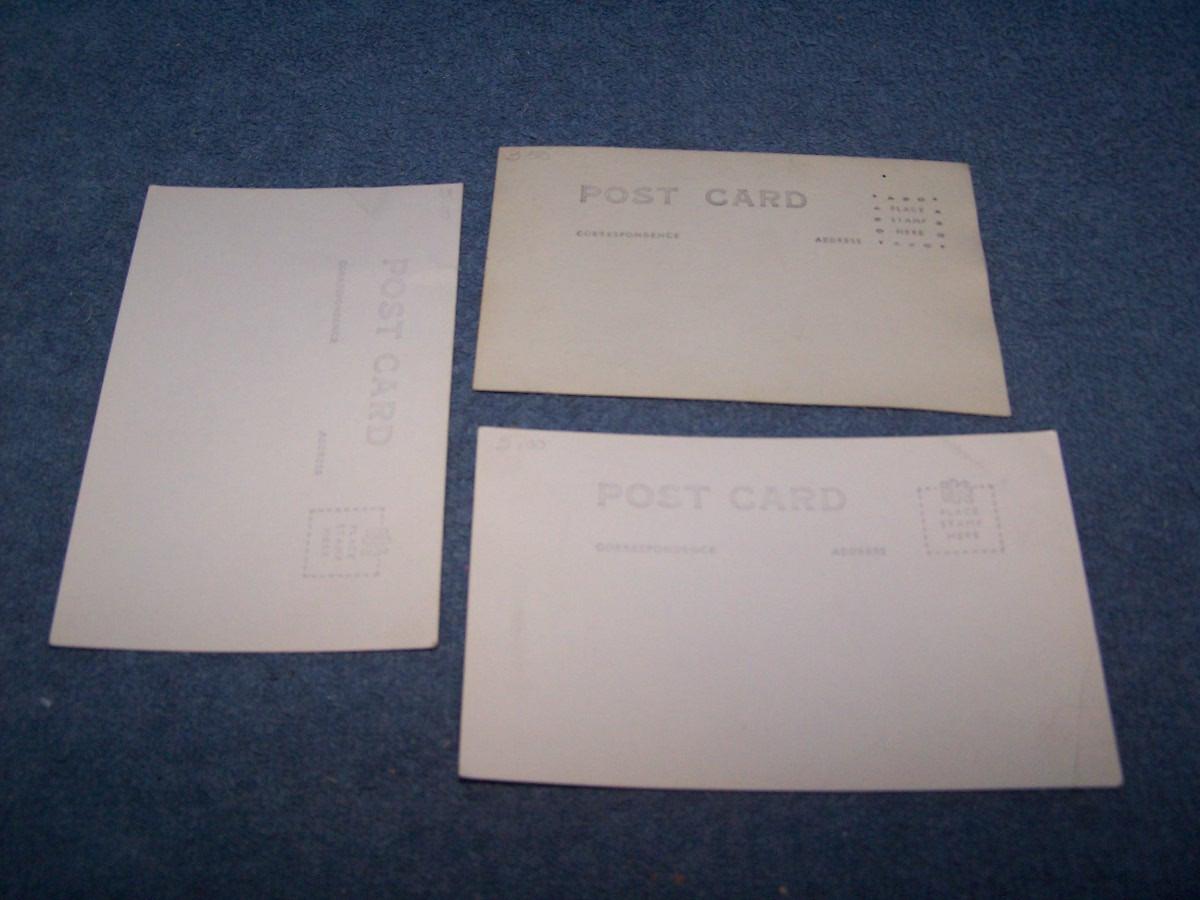 POST CARD
CORRESPONDENCE
ADDRESS
PLACE
STAMP
HERE
POST CARD
CORRESPONDENCE
ADDRESS
PLACE
STAMP
HERE
POST CARD
CORRESPONDENCE
ADDRESS
PLACE
STAMP
HERE